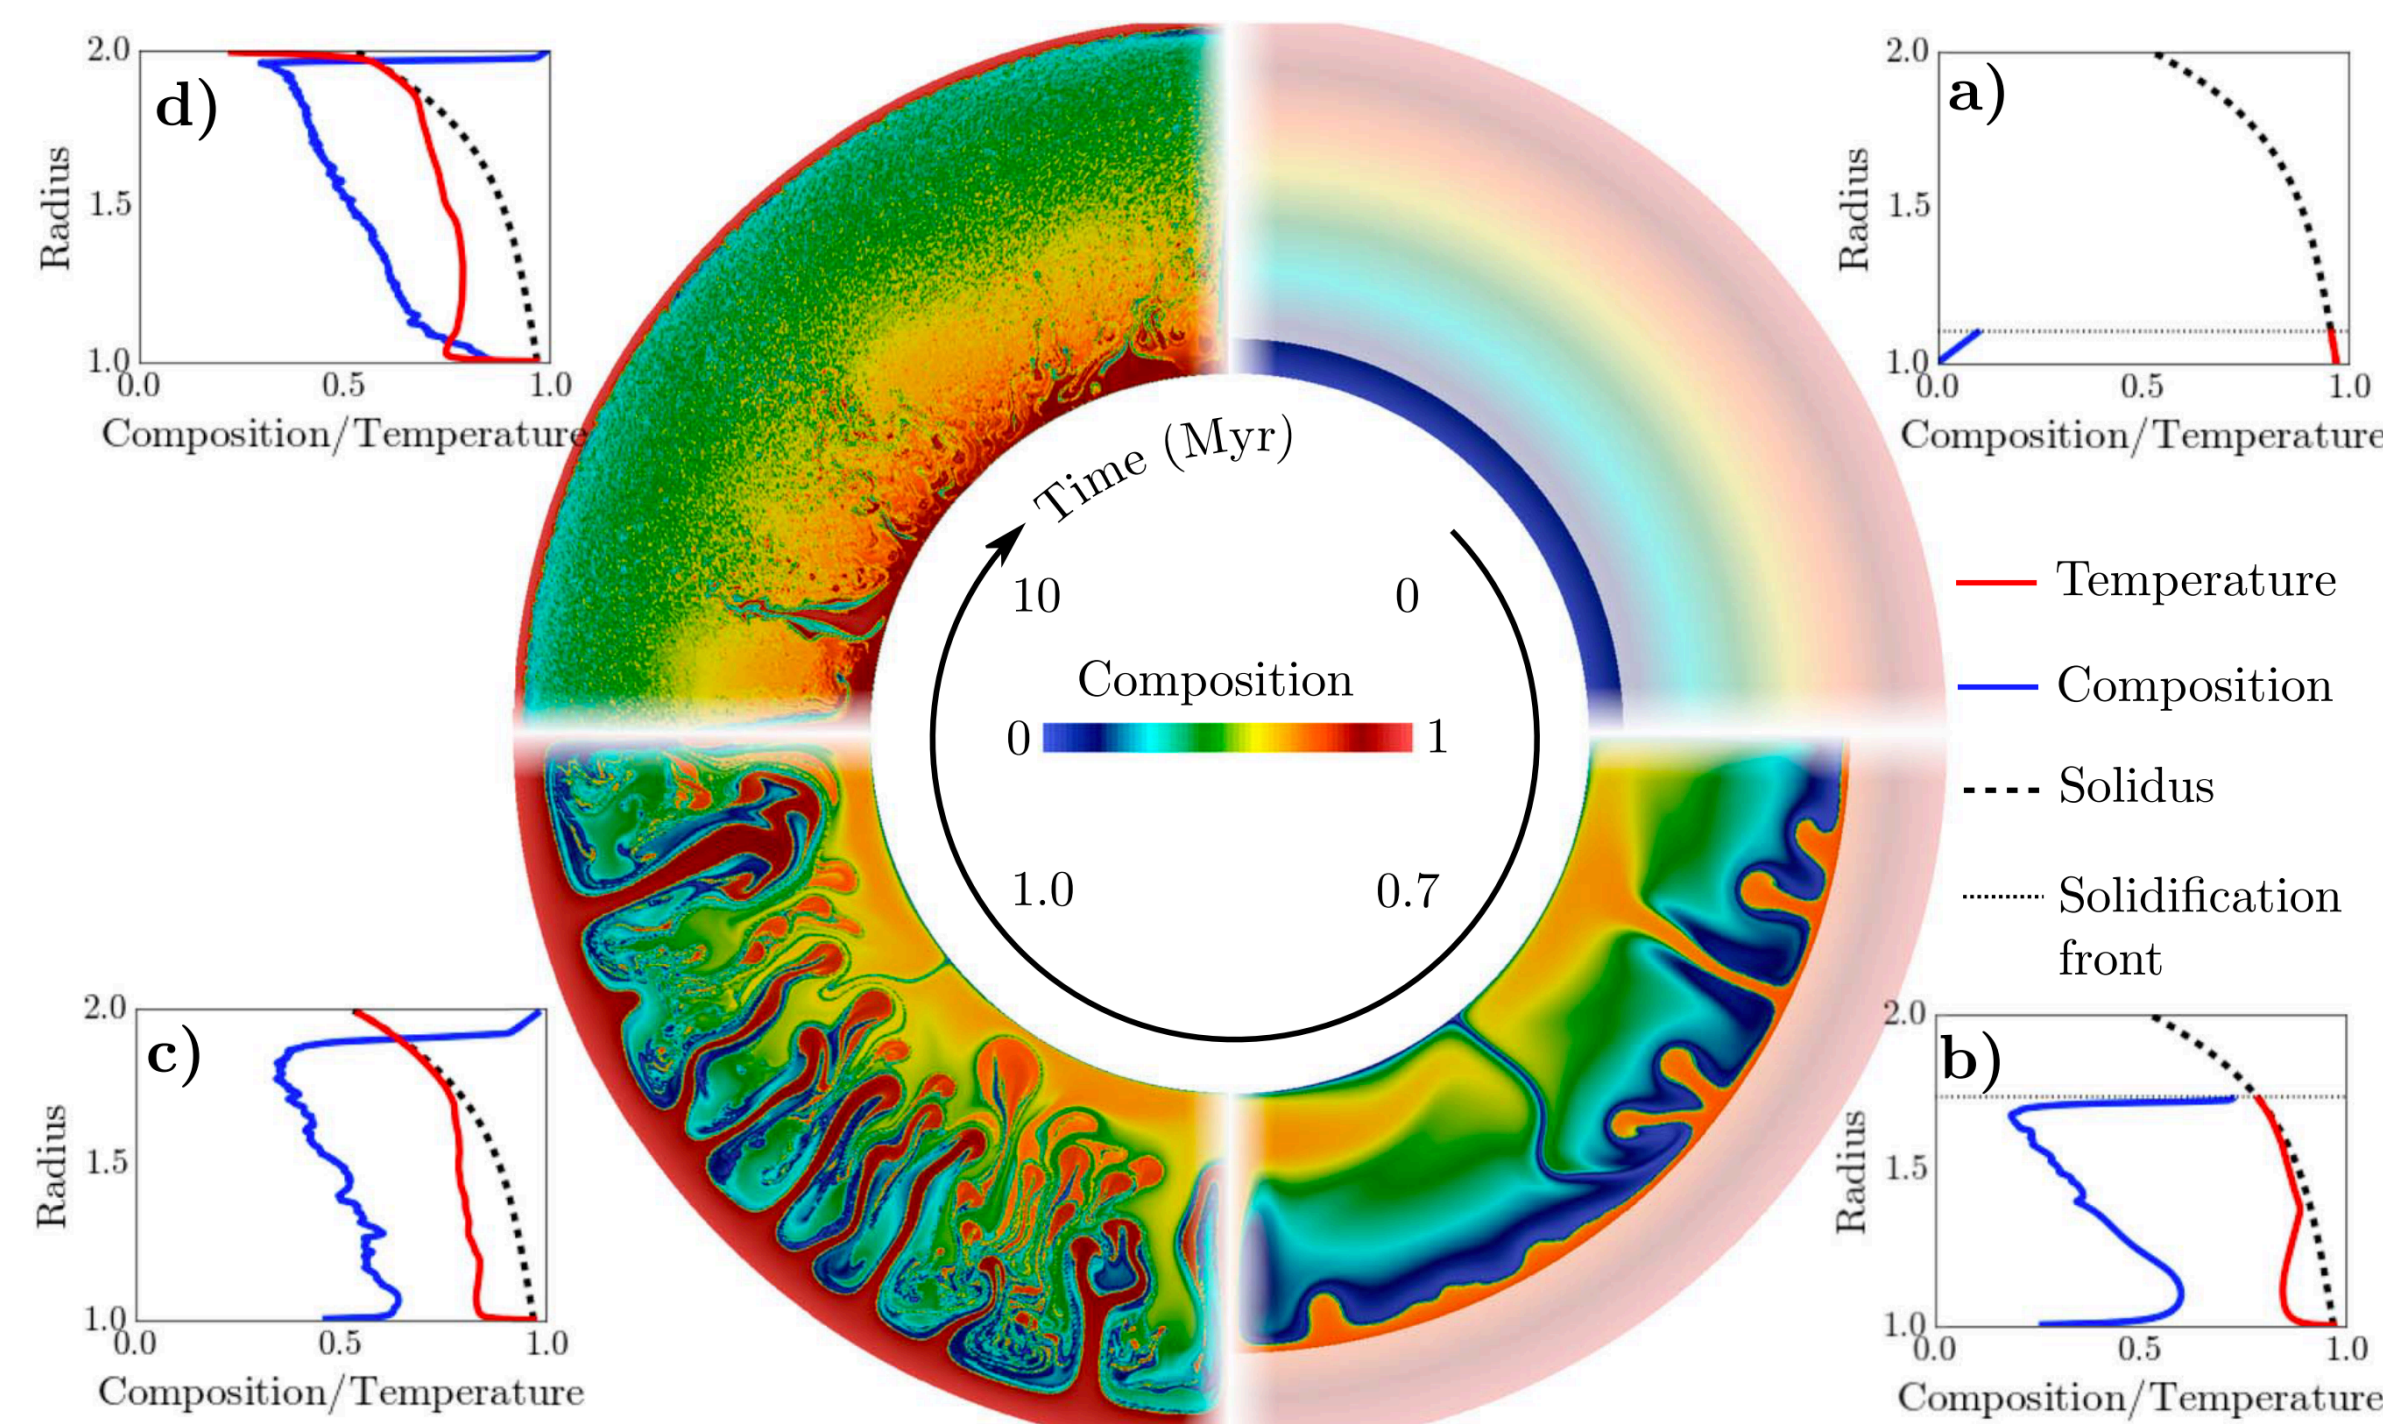 d)
2.0
1.5
1.0
Radius
0.0
0.5
1.0
Composition/Temperature
a)
2.0
1.5
1.0
Radius
0.0
0.5
1.0
Composition/Temperature
Time (Myr)
10
0
Composition
0
1
1.0
0.7
Temperature
Composition
Solidus
Solidification
front
c)
2.0
1.5
1.0
Radius
0.0
0.5
1.0
Composition/Temperature
b)
2.0
1.5
1.0
Radius
0.0
0.5
1.0
Composition/Temperature